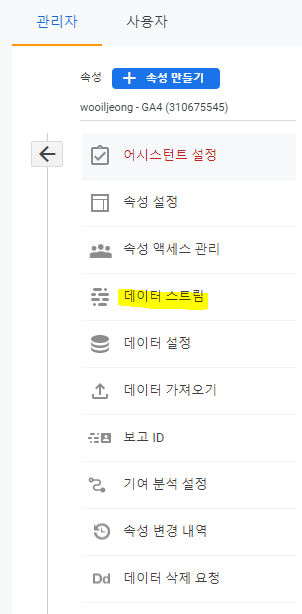 관리자 사용자
속성 + 속성 만들기
wooiljeong - GA4 (310675545)
어시스턴트 설정
속성 설정
속성 액세스 관리
데이터 스트림
데이터 설정
데이터 가져오기
보고 ID
기여 분석 설정
속성 변경 내역
Dd 데이터 삭제 요청